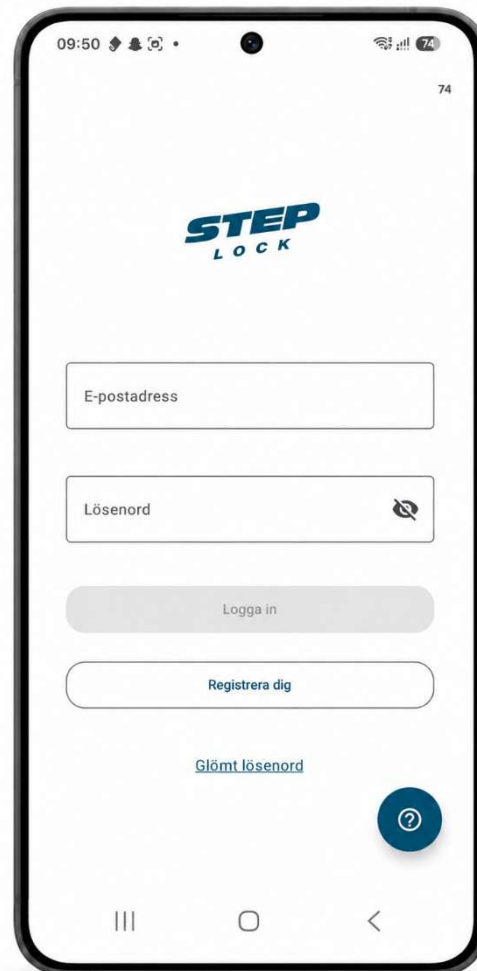 09:50
74
74
STEP
LOCK
E-postadress
Lösenord
Logga in
Registrera dig
Glömt lösenord
?